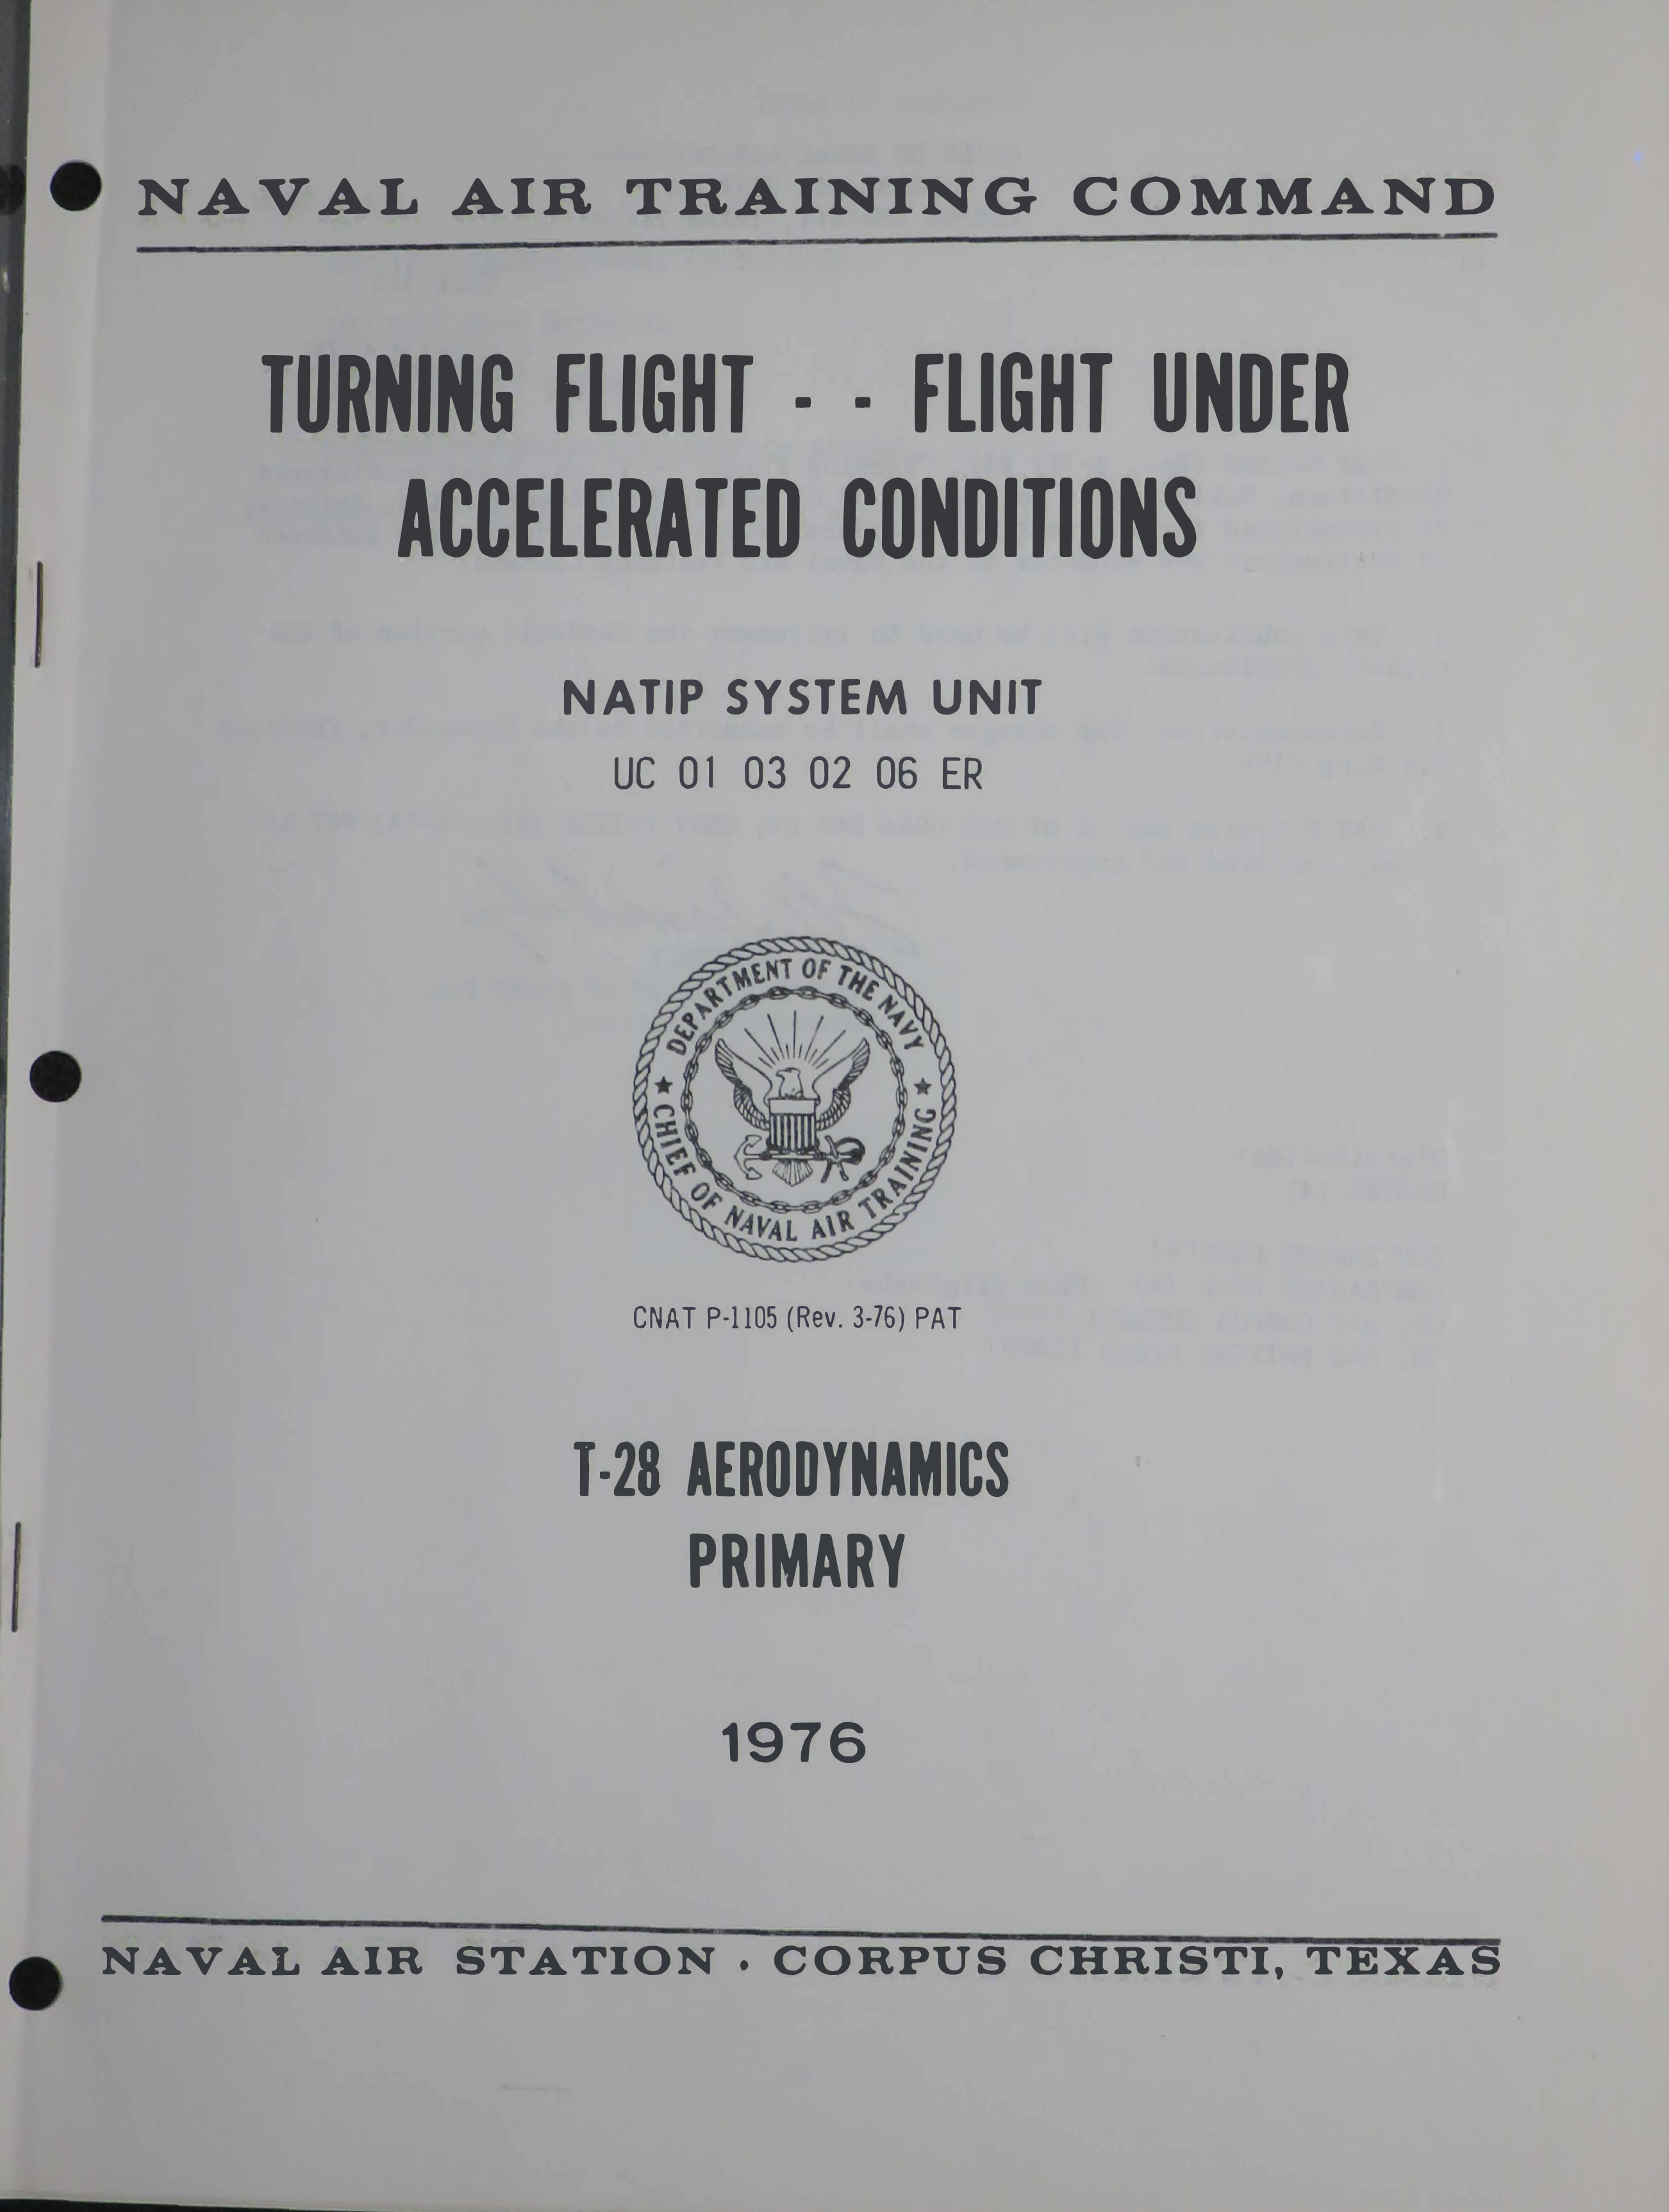 NAVAL AIR TRAINING COMMAND
TURNING FLIGHT - - FLIGHT UNDER
ACCELERATED CONDITIONS
NATIP SYSTEM UNIT
UC 01 03 02 06 ER
DEPARTMENT OF THE NAVY
★ CHIEF OF NAVAL AIR TRAINING ★
CNAT P-1105 (Rev. 3-76) PAT
T-28 AERODYNAMICS
PRIMARY
1976
NAVAL AIR STATION · CORPUS CHRISTI, TEXAS